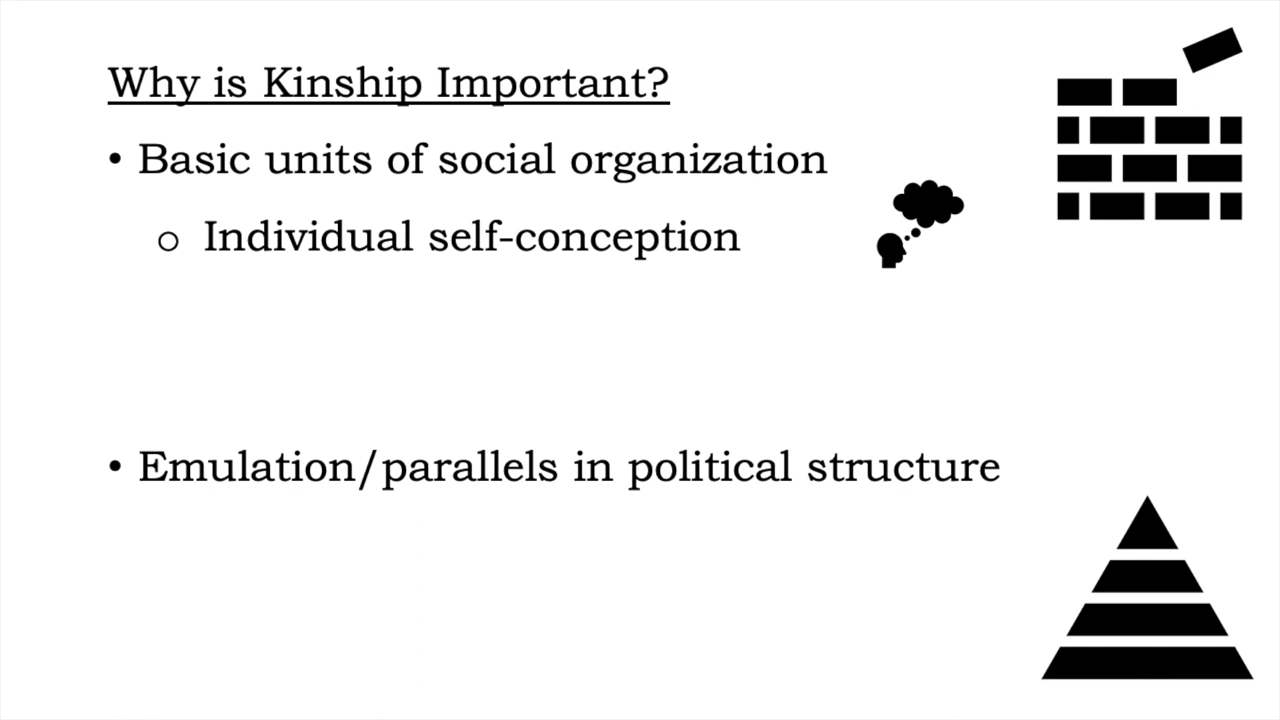 Why is Kinship Important?
• Basic units of social organization
o Individual self-conception
• Emulation/parallels in political structure